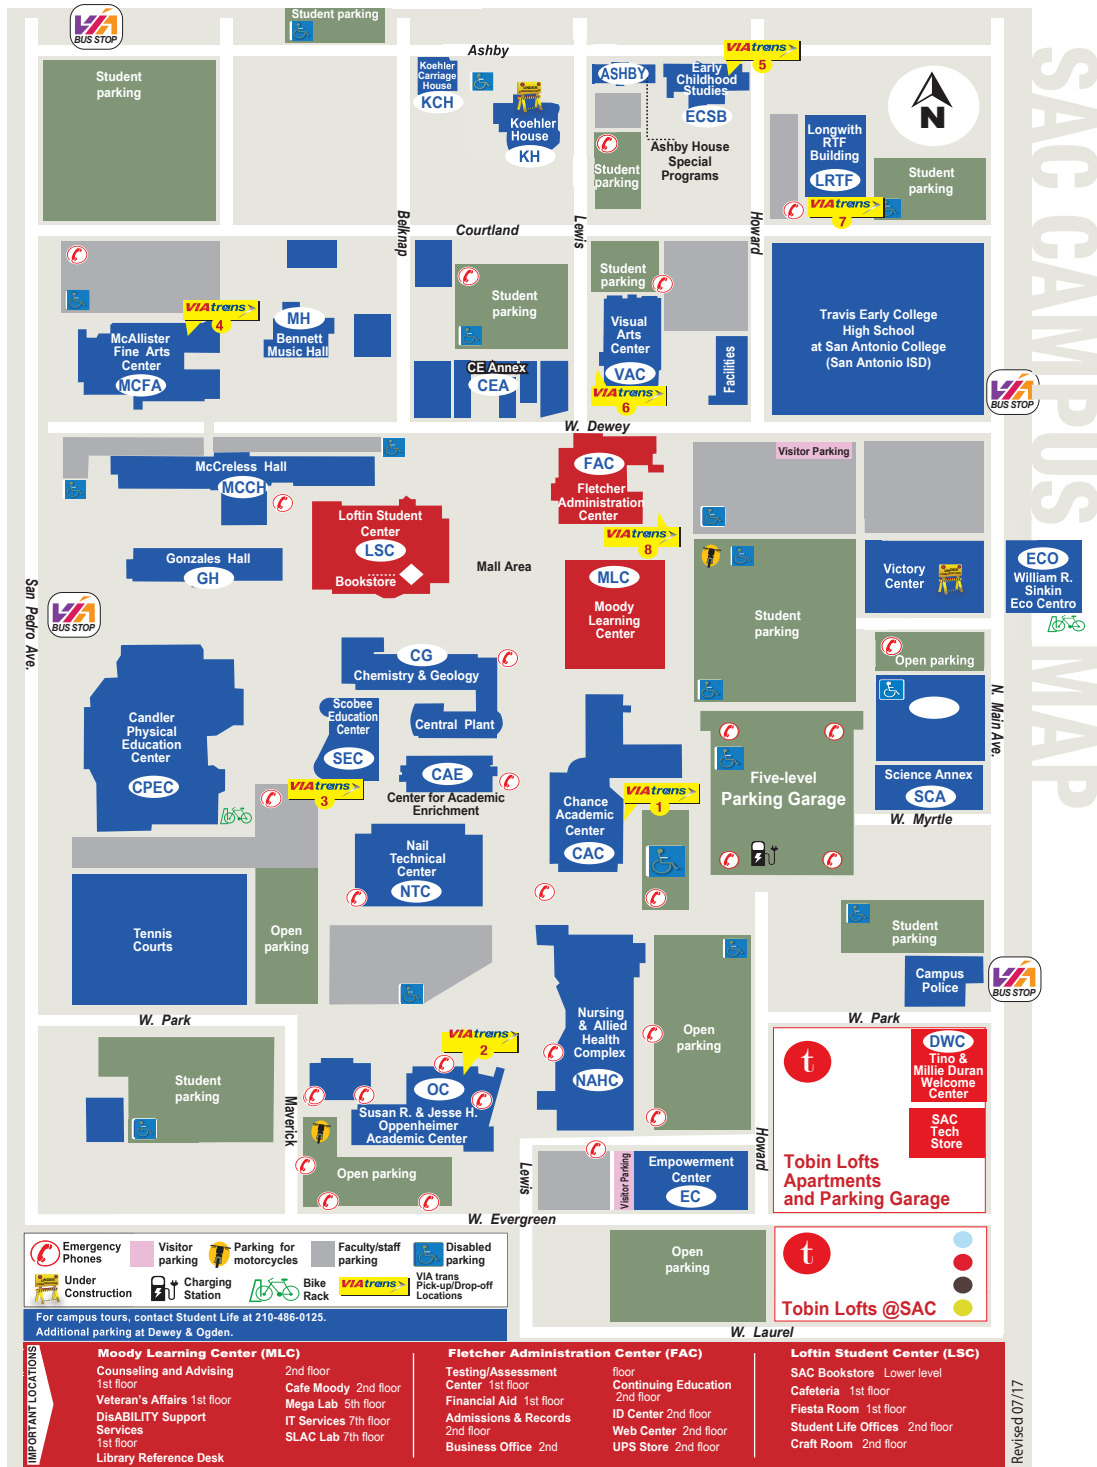 SAC CAMPUS MAP
BUS STOP
Student parking
Ashby
VIAtrans
5
Student
parking
Koehler
Carriage
House
KCH
UNDER
Koehler
House
KH
ASHBY
Early
Childhood
Studies
ECSB
N
Ashby House
Special
Programs
Student
parking
Longwith
RTF
Building
LRTF
Student
parking
VIAtrans
7
Belknap
Lewis
Howard
Courtland
VIAtrans
4
McAllister
Fine Arts
Center
MCFA
MH
Bennett
Music Hall
Student
parking
CE Annex
CEA
Student
parking
Visual
Arts
Center
VAC
VIAtrans
6
Facilities
Travis Early College
High School
at San Antonio College
(San Antonio ISD)
BUS STOP
W. Dewey
McCreless Hall
MCCH
Gonzales Hall
GH
Loftin Student
Center
LSC
Bookstore
Mall Area
FAC
Fletcher
Administration
Center
VIAtrans
8
MLC
Moody
Learning
Center
Visitor Parking
Student
parking
Victory
Center
ECO
William R.
Sinkin
Eco Centro
San Pedro Ave.
BUS STOP
Open parking
N. Main Ave.
CG
Chemistry & Geology
Central Plant
Scobee
Education
Center
SEC
CAE
Center for Academic
Enrichment
VIAtrans
3
Candler
Physical
Education
Center
CPEC
Chance
Academic
Center
CAC
VIAtrans
1
Five-level
Parking Garage
Science Annex
SCA
W. Myrtle
Nail
Technical
Center
NTC
Tennis
Courts
Open
parking
Student
parking
Campus
Police
BUS STOP
W. Park
W. Park
Nursing
& Allied
Health
Complex
NAHC
Open
parking
VIAtrans
2
OC
Susan R. & Jesse H.
Oppenheimer
Academic Center
Student
parking
Maverick
Open parking
Lewis
Howard
Visitor Parking
Empowerment
Center
EC
t
DWC
Tino &
Millie Duran
Welcome
Center
SAC
Tech
Store
Tobin Lofts
Apartments
and Parking Garage
W. Evergreen
Open
parking
t
Tobin Lofts @SAC
W. Laurel
Emergency
Phones
Visitor
parking
Parking for
motorcycles
Faculty/staff
parking
Disabled
parking
Under
Construction
Charging
Station
Bike
Rack
VIAtrans
VIA trans
Pick-up/Drop-off
Locations
For campus tours, contact Student Life at 210-486-0125.
Additional parking at Dewey & Ogden.
IMPORTANT LOCATIONS
Moody Learning Center (MLC)
Counseling and Advising
1st floor
Veteran's Affairs 1st floor
DisABILITY Support
Services
1st floor
Library Reference Desk
2nd floor
Cafe Moody 2nd floor
Mega Lab 5th floor
IT Services 7th floor
SLAC Lab 7th floor
Fletcher Administration Center (FAC)
Testing/Assessment
Center 1st floor
Financial Aid 1st floor
Admissions & Records
2nd floor
Business Office 2nd
floor
Continuing Education
2nd floor
ID Center 2nd floor
Web Center 2nd floor
UPS Store 2nd floor
Loftin Student Center (LSC)
SAC Bookstore Lower level
Cafeteria 1st floor
Fiesta Room 1st floor
Student Life Offices 2nd floor
Craft Room 2nd floor
Revised 07/17